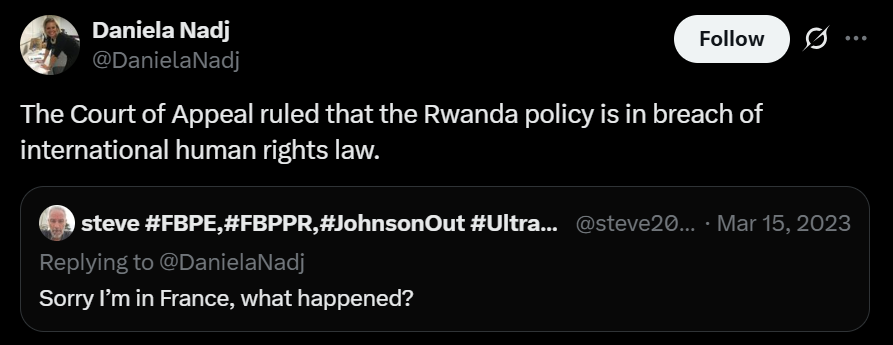 Daniela Nadj
@DanielaNadj
Follow
The Court of Appeal ruled that the Rwanda policy is in breach of
international human rights law.
steve #FBPE,#FBPPR,#JohnsonOut #Ultra... @steve20... · Mar 15, 2023
Replying to @DanielaNadj
Sorry I’m in France, what happened?